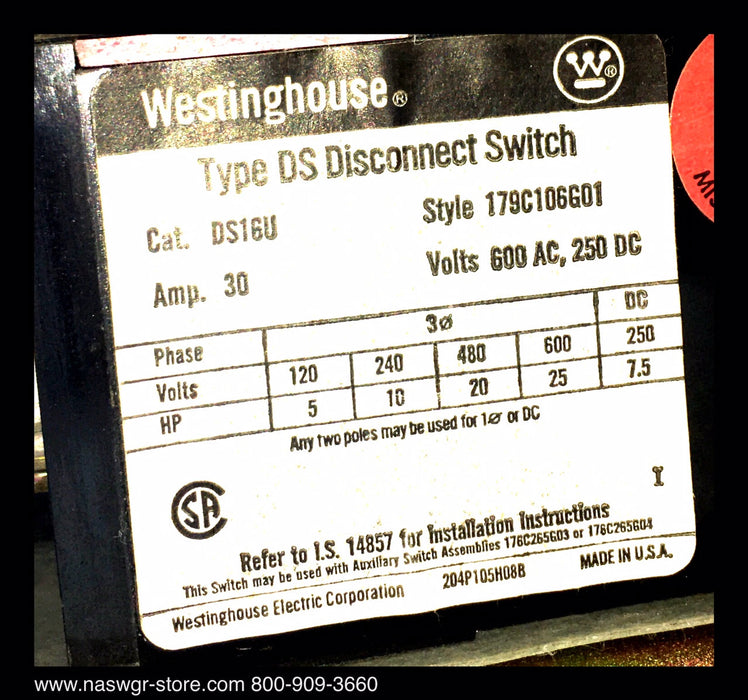 Westinghouse® W®
Type DS Disconnect Switch
Cat. DS16U Style 179C106G01
Amp. 30 Volts 600 AC, 250 DC
Phase 3ø DC
Volts 120 240 480 600 250
HP 5 10 20 25 7.5
Any two poles may be used for 1ø or DC
SA
I
Refer to I.S. 14857 for Installation Instructions
This Switch may be used with Auxiliary Switch Assemblies 176C265G03 or 176C265G04
Westinghouse Electric Corporation 204P105H08B MADE IN U.S.A.
www.naswgr-store.com 800-909-3660